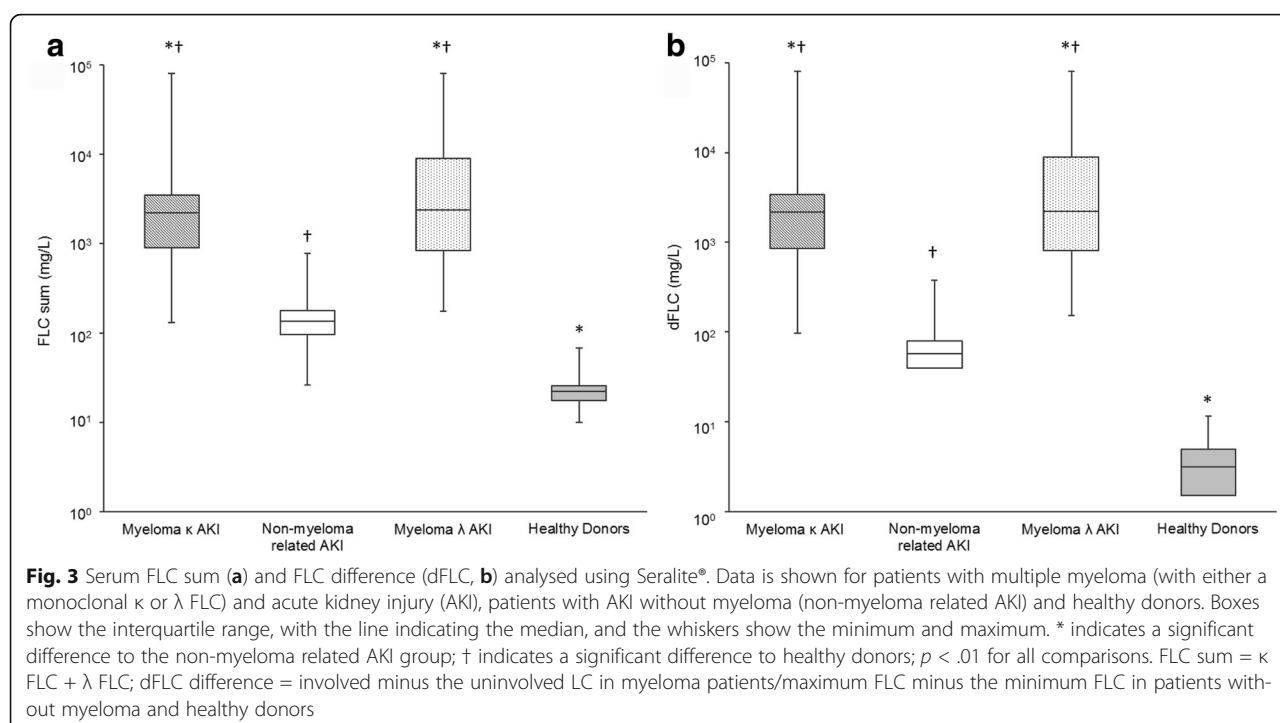 a
*†
*†
10⁵
10⁴
10³
10²
10¹
10⁰
FLC sum (mg/L)
†
*
Myeloma κ AKI
Non-myeloma
related AKI
Myeloma λ AKI
Healthy Donors
b
*†
*†
10⁵
10⁴
10³
10²
10¹
10⁰
dFLC (mg/L)
†
*
Myeloma κ AKI
Non-myeloma
related AKI
Myeloma λ AKI
Healthy Donors
Fig. 3 Serum FLC sum (a) and FLC difference (dFLC, b) analysed using Seralite®. Data is shown for patients with multiple myeloma (with either a
monoclonal κ or λ FLC) and acute kidney injury (AKI), patients with AKI without myeloma (non-myeloma related AKI) and healthy donors. Boxes
show the interquartile range, with the line indicating the median, and the whiskers show the minimum and maximum. * indicates a significant
difference to the non-myeloma related AKI group; † indicates a significant difference to healthy donors; p < .01 for all comparisons. FLC sum = κ
FLC + λ FLC; dFLC difference = involved minus the uninvolved LC in myeloma patients/maximum FLC minus the minimum FLC in patients with-
out myeloma and healthy donors